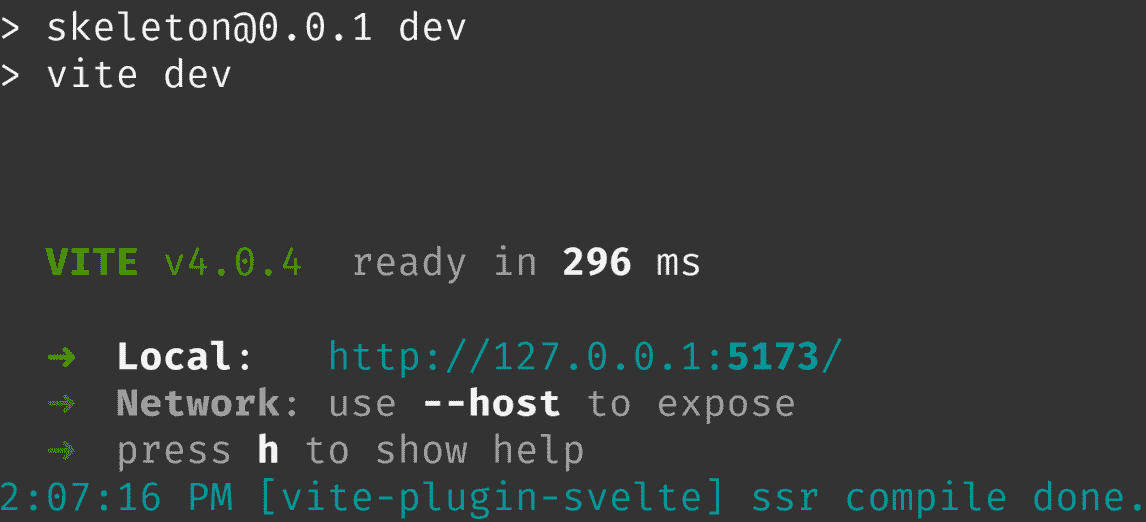 > skeleton@0.0.1 dev
> vite dev
VITE v4.0.4 ready in 296 ms
➜ Local: http://127.0.0.1:5173/
➜ Network: use --host to expose
➜ press h to show help
2:07:16 PM [vite-plugin-svelte] ssr compile done.